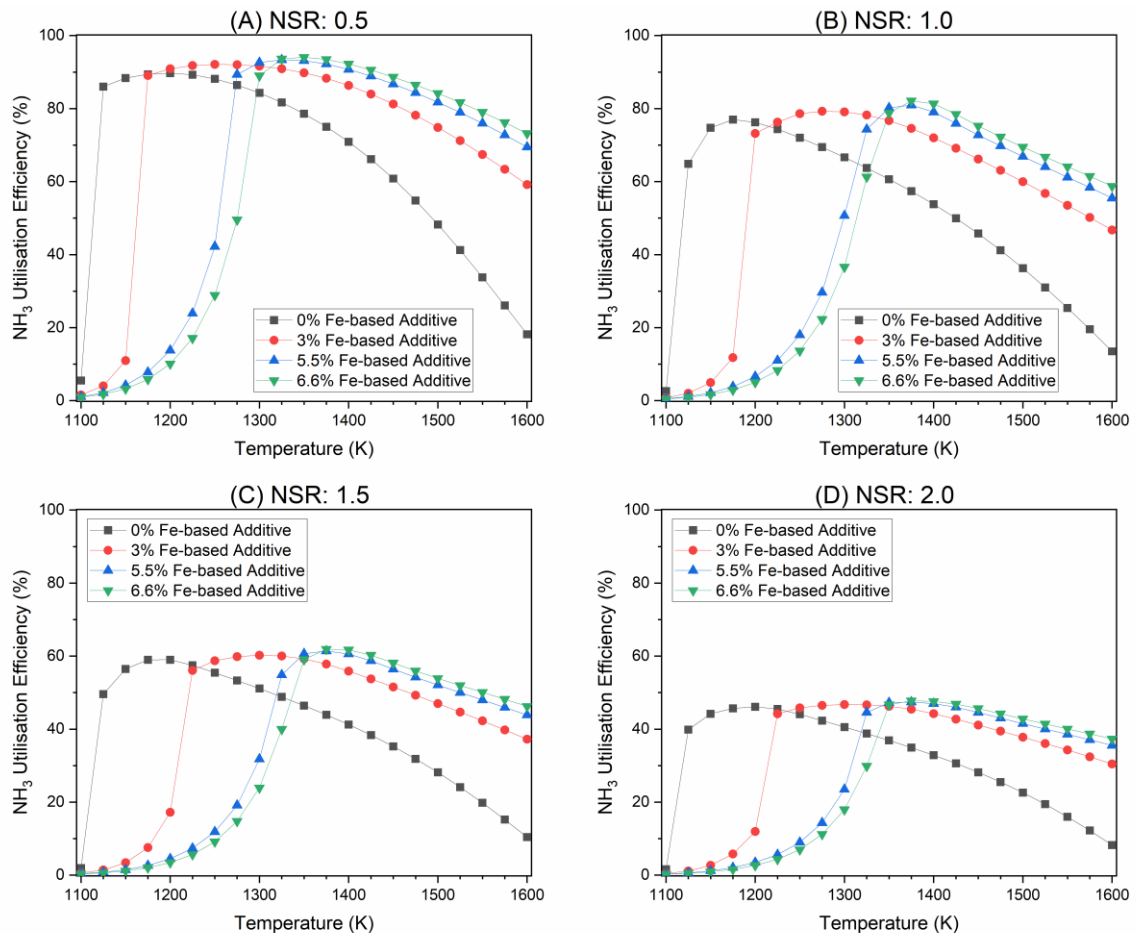 (A) NSR: 0.5
NH3 Utilisation Efficiency (%)
100
80
60
40
20
0
0% Fe-based Additive
3% Fe-based Additive
5.5% Fe-based Additive
6.6% Fe-based Additive
1100 1200 1300 1400 1500 1600
Temperature (K)
(B) NSR: 1.0
NH3 Utilisation Efficiency (%)
100
80
60
40
20
0
0% Fe-based Additive
3% Fe-based Additive
5.5% Fe-based Additive
6.6% Fe-based Additive
1100 1200 1300 1400 1500 1600
Temperature (K)
(C) NSR: 1.5
NH3 Utilisation Efficiency (%)
100
80
60
40
20
0
0% Fe-based Additive
3% Fe-based Additive
5.5% Fe-based Additive
6.6% Fe-based Additive
1100 1200 1300 1400 1500 1600
Temperature (K)
(D) NSR: 2.0
NH3 Utilisation Efficiency (%)
100
80
60
40
20
0
0% Fe-based Additive
3% Fe-based Additive
5.5% Fe-based Additive
6.6% Fe-based Additive
1100 1200 1300 1400 1500 1600
Temperature (K)